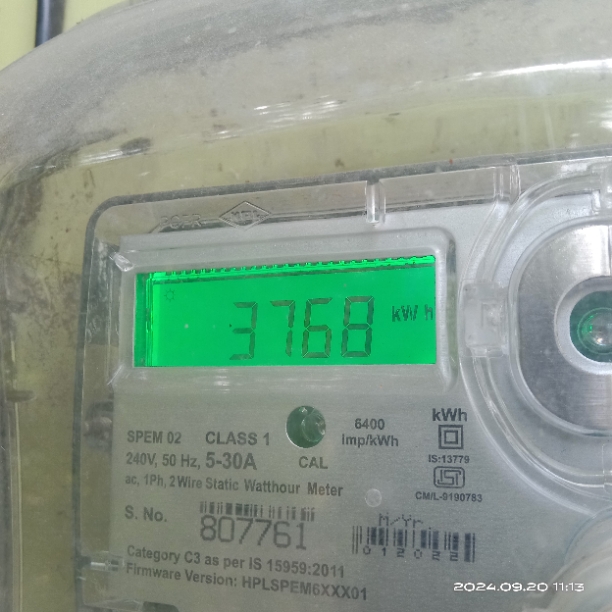 3768 kW h
SPEM 02 CLASS 1
6400
Imp/kWh
kWh
240V, 50 Hz, 5-30A
CAL
IS:13779
ac, 1Ph, 2 Wire Static Watthour Meter
CM/L-9190783
S. No. 807761
M/Yr.
012022
Category C3 as per IS 15959:2011
Firmware Version: HPLSPEM6XXX01
2024.09.20 11:13